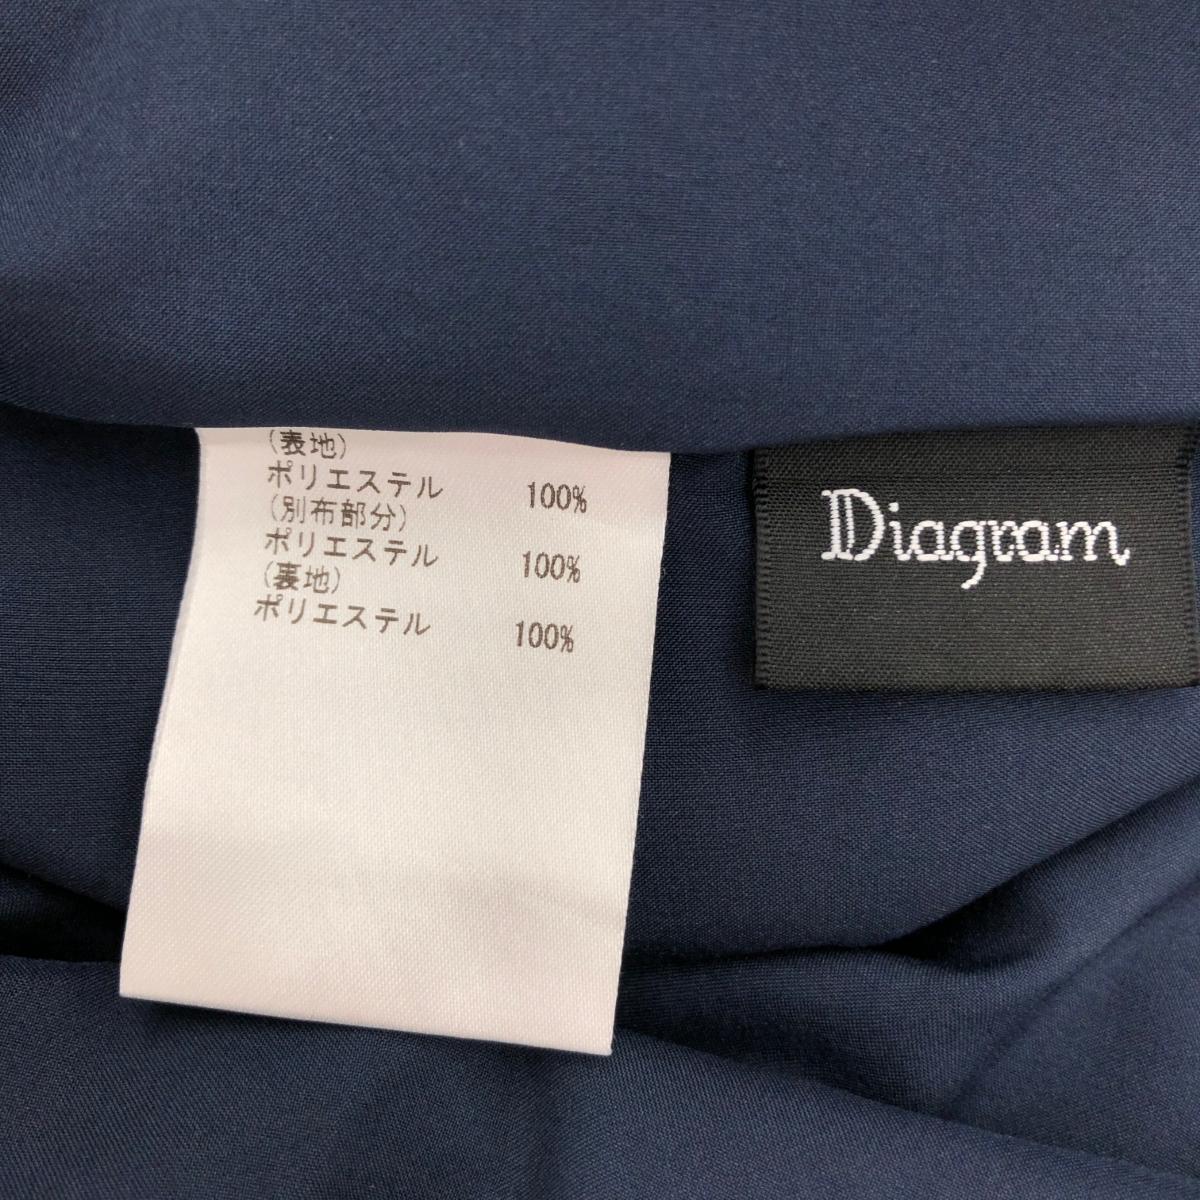 (表地)
ポリエステル 100%
(別布部分)
ポリエステル 100%
(裏地)
ポリエステル 100%
Diagram